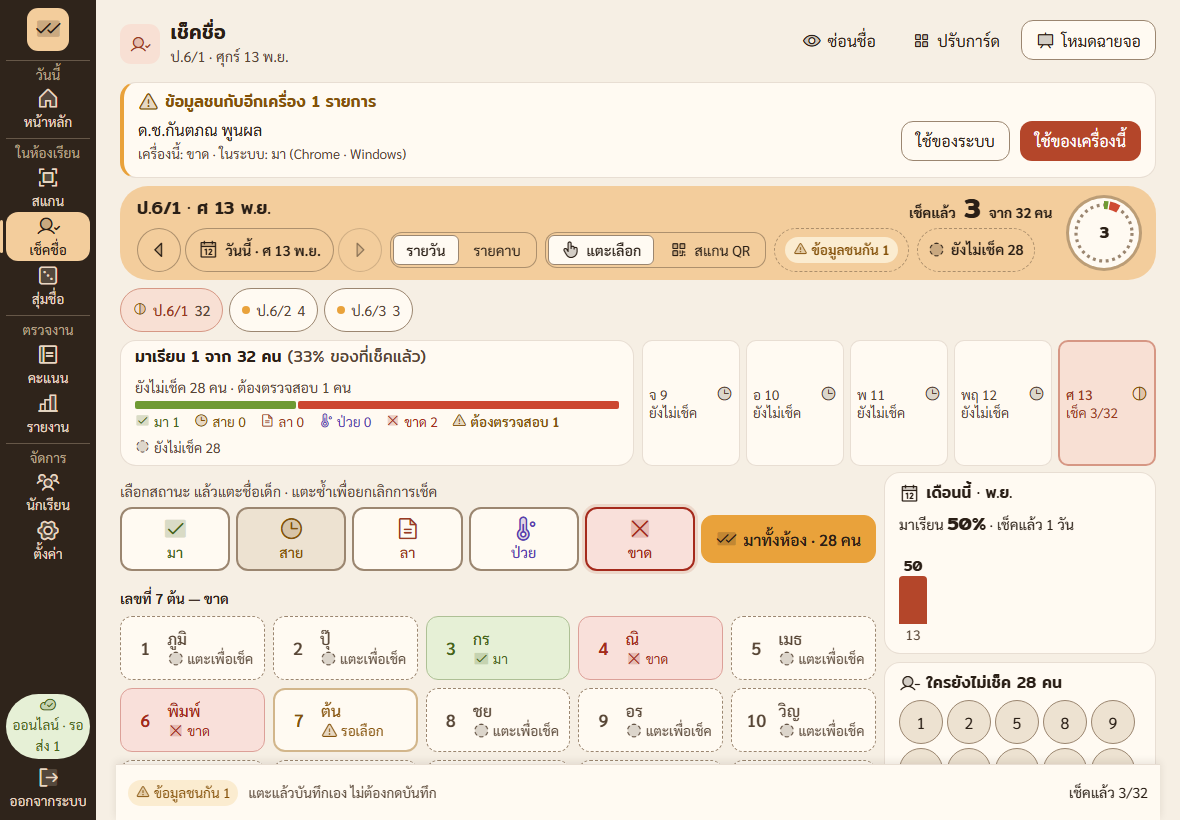 วันนี้
หน้าหลัก
ในห้องเรียน
สแกน
เช็คชื่อ
สุ่มชื่อ
ตรวจงาน
คะแนน
รายงาน
จัดการ
นักเรียน
ตั้งค่า
ออนไลน์ · รอ
ส่ง 1
ออกจากระบบ
เช็คชื่อ
ป.6/1 · ศุกร์ 13 พ.ย.
ซ่อนชื่อ
ปรับการ์ด
โหมดฉายจอ
ข้อมูลชนกับอีกเครื่อง 1 รายการ
ด.ช.กันตภณ พูนผล
เครื่องนี้: ขาด · ในระบบ: มา (Chrome · Windows)
ใช้ของระบบ
ใช้ของเครื่องนี้
ป.6/1 · ศ 13 พ.ย.
เช็คแล้ว 3 จาก 32 คน
3
12 วันนี้ · ศ 13 พ.ย.
รายวัน
รายคาบ
แตะเลือก
สแกน QR
ข้อมูลชนกัน 1
ยังไม่เช็ค 28
ป.6/1 32
ป.6/2 4
ป.6/3 3
มาเรียน 1 จาก 32 คน (33% ของที่เช็คแล้ว)
ยังไม่เช็ค 28 คน · ต้องตรวจสอบ 1 คน
มา 1
สาย 0
ลา 0
ป่วย 0
ขาด 2
ต้องตรวจสอบ 1
ยังไม่เช็ค 28
จ 9
ยังไม่เช็ค
อ 10
ยังไม่เช็ค
พ 11
ยังไม่เช็ค
พฤ 12
ยังไม่เช็ค
ศ 13
เช็ค 3/32
เลือกสถานะ แล้วแตะชื่อเด็ก · แตะซ้ำเพื่อยกเลิกการเช็ค
มา
สาย
ลา
ป่วย
ขาด
มาทั้งห้อง · 28 คน
เลขที่ 7 ต้น — ขาด
1 ภูมิ
แตะเพื่อเช็ค
2 ปุ๊
แตะเพื่อเช็ค
3 กร
มา
4 ณิ
ขาด
5 เมธ
แตะเพื่อเช็ค
6 พิมพ์
ขาด
7 ต้น
รอเลือก
8 ชย
แตะเพื่อเช็ค
9 อร
แตะเพื่อเช็ค
10 วิญ
แตะเพื่อเช็ค
12 เดือนนี้ · พ.ย.
มาเรียน 50% · เช็คแล้ว 1 วัน
50
13
ใครยังไม่เช็ค 28 คน
1 2 5 8 9
ข้อมูลชนกัน 1
แตะแล้วบันทึกเอง ไม่ต้องกดบันทึก
เช็คแล้ว 3/32